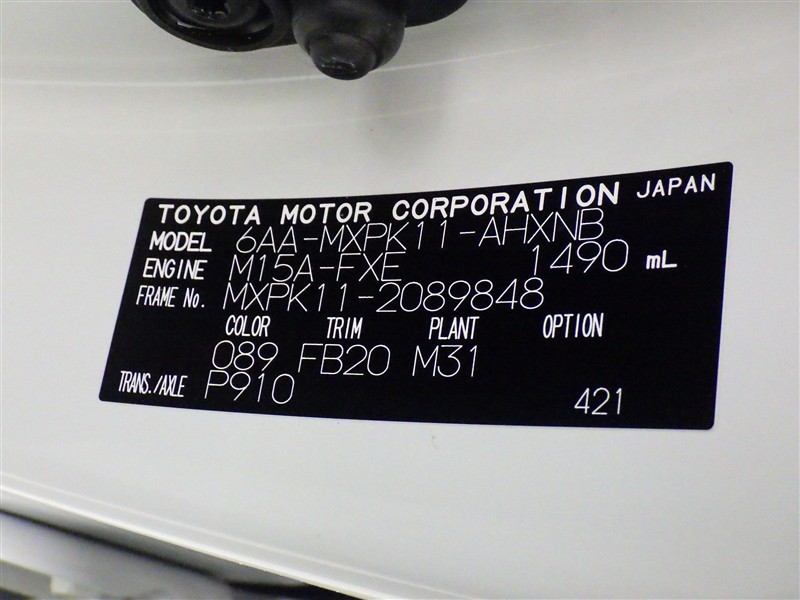 TOYOTA MOTOR CORPORATION JAPAN
MODEL 6AA-MXPK11-AHXNB
ENGINE M15A-FXE 1490 mL
FRAME No. MXPK11-2089848
COLOR TRIM PLANT OPTION
089 FB20 M31
TRANS./AXLE P910
421